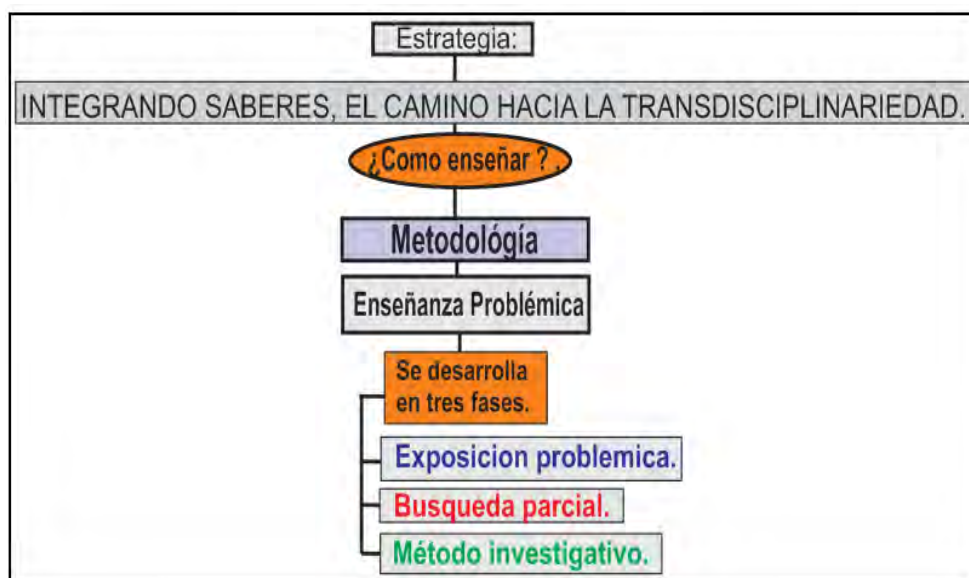 Estrategia:
INTEGRANDO SABERES, EL CAMINO HACIA LA TRANSDISCIPLINARIEDAD.
¿Como enseñar ? .
Metodológía
Enseñanza Problémica
Se desarrolla
en tres fases.
Exposicion problemica.
Busqueda parcial.
Método investigativo.